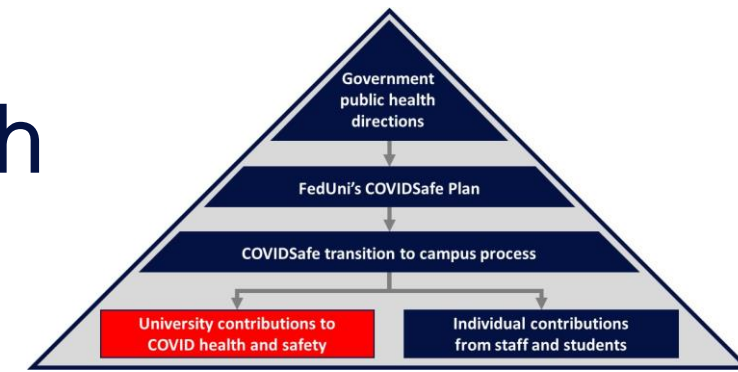 h
Government
public health
directions
FedUni's COVIDSafe Plan
COVIDSafe transition to campus process
University contributions to
COVID health and safety
Individual contributions
from staff and students